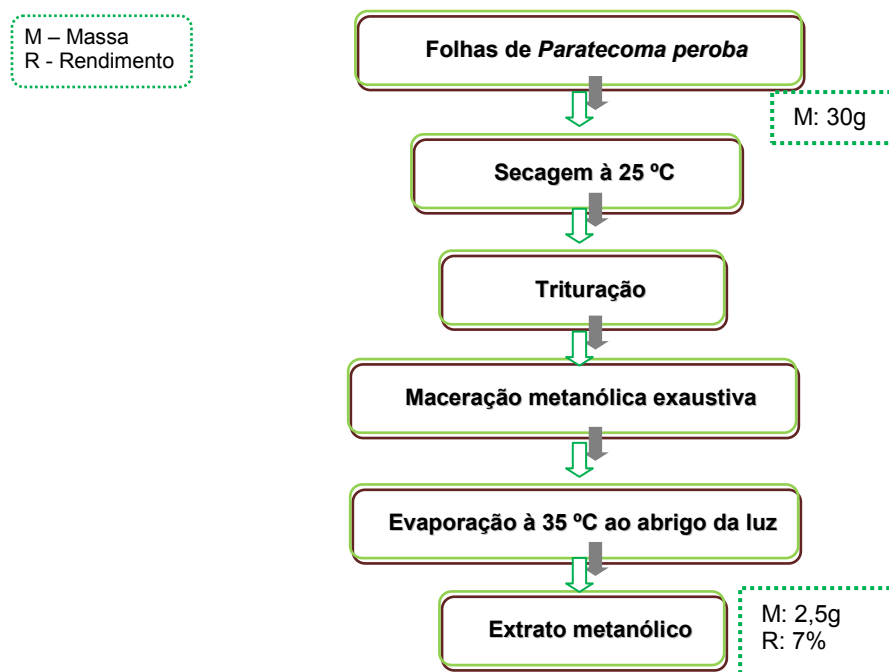 M – Massa
R - Rendimento
Folhas de Paratecoma peroba
M: 30g
Secagem à 25 ºC
Trituração
Maceração metanólica exaustiva
Evaporação à 35 ºC ao abrigo da luz
Extrato metanólico
M: 2,5g
R: 7%